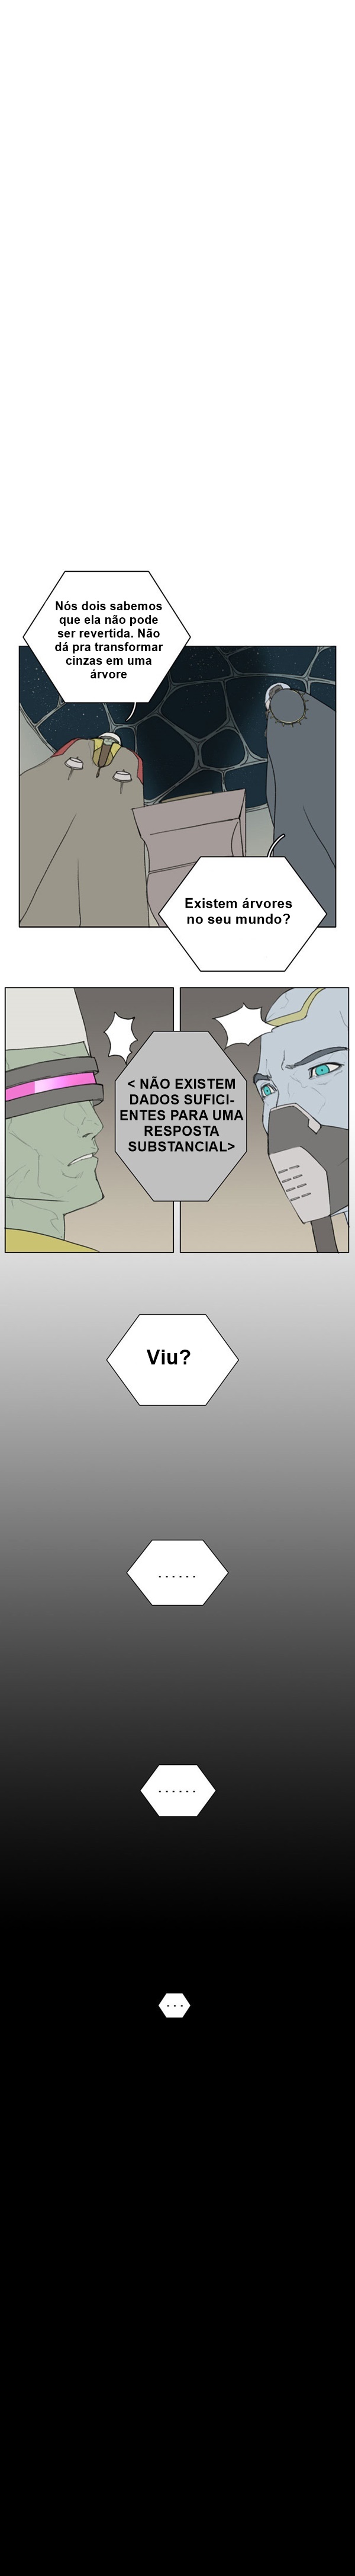 Nós dois sabemos
que ela não pode
ser revertida. Não
dá pra transformar
cinzas em uma
árvore
Existem árvores
no seu mundo?
< NÃO EXISTEM
DADOS SUFICI-
ENTES PARA UMA
RESPOSTA
SUBSTANCIAL>
Viu?
......
......
...